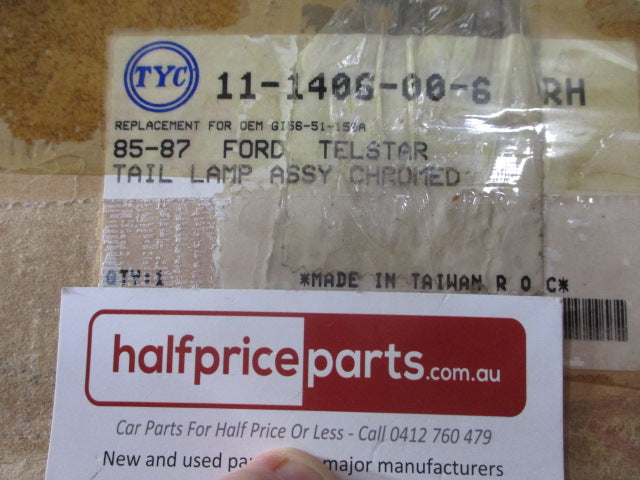 TYC 11-1406-00-6 RH
REPLACEMENT FOR OEM
85-87 FORD TELSTAR
TAIL LAMP ASSY CHROMED
QTY:1 *MADE IN TAIWAN R O C*
halfpriceparts.com.au
Car Parts For Half Price Or Less - Call 0412 760 479
New and used major manufacturers